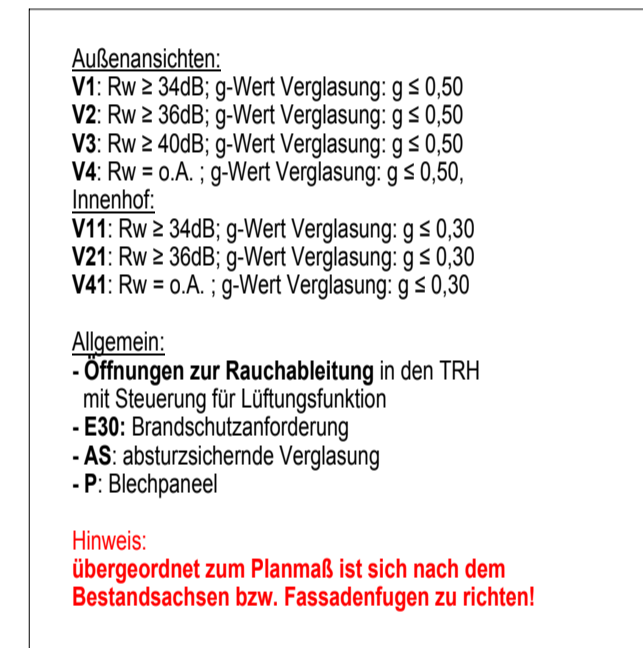 Außenansichten:
V1: Rw ≥ 34dB; g-Wert Verglasung: g ≤ 0,50
V2: Rw ≥ 36dB; g-Wert Verglasung: g ≤ 0,50
V3: Rw ≥ 40dB; g-Wert Verglasung: g ≤ 0,50
V4: Rw = o.A. ; g-Wert Verglasung: g ≤ 0,50,
Innenhof:
V11: Rw ≥ 34dB; g-Wert Verglasung: g ≤ 0,30
V21: Rw ≥ 36dB; g-Wert Verglasung: g ≤ 0,30
V41: Rw = o.A. ; g-Wert Verglasung: g ≤ 0,30
Allgemein:
- Öffnungen zur Rauchableitung in den TRH
mit Steuerung für Lüftungsfunktion
- E30: Brandschutzanforderung
- AS: absturzsichernde Verglasung
- P: Blechpaneel
Hinweis:
übergeordnet zum Planmaß ist sich nach dem
Bestandsachsen bzw. Fassadenfugen zu richten!